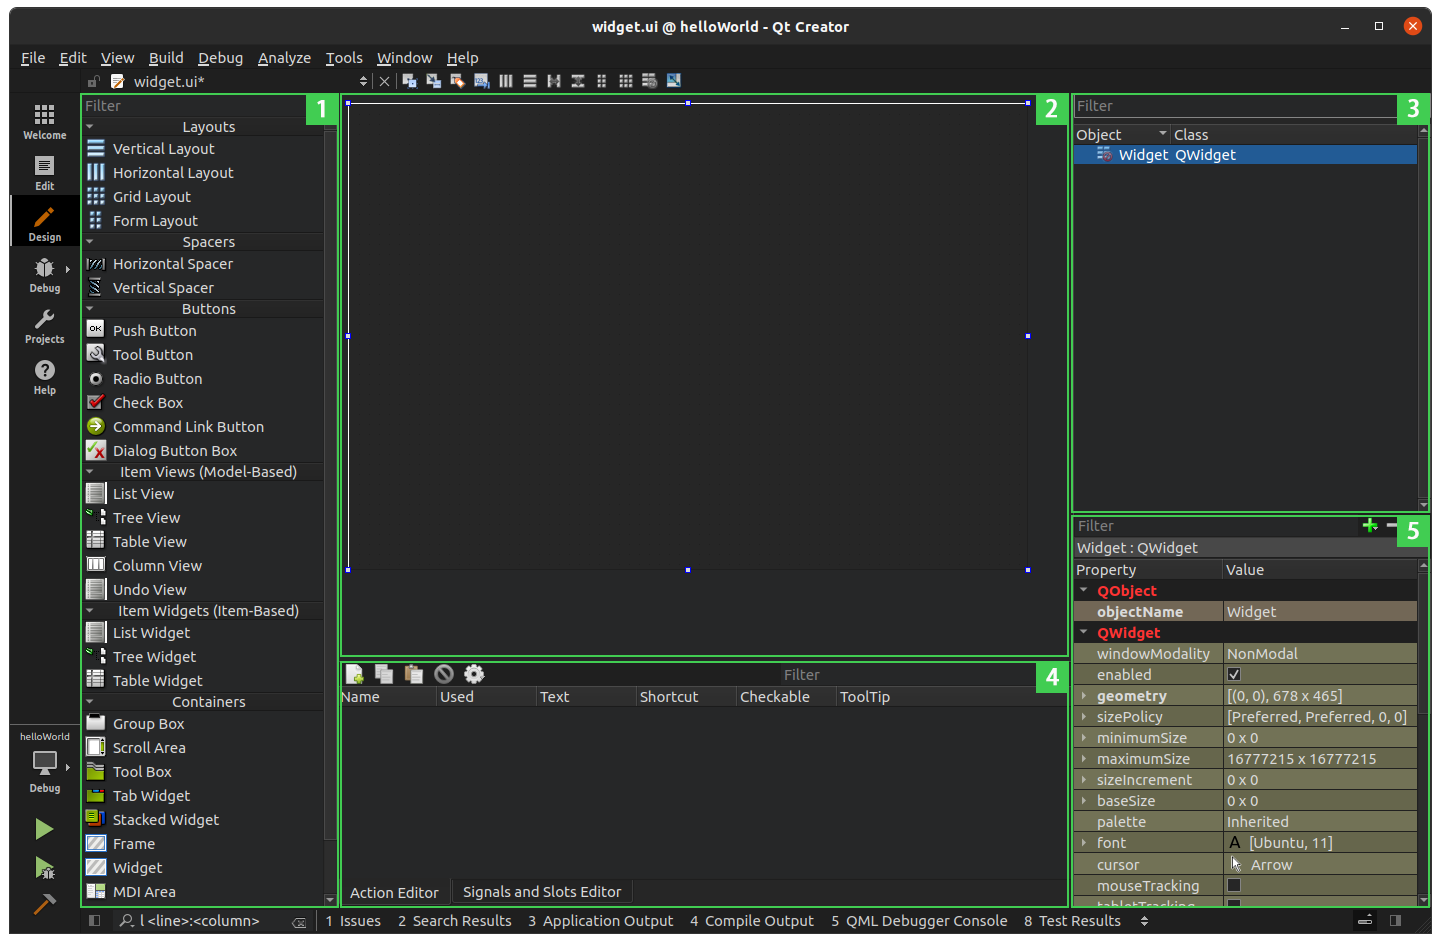 widget.ui @ helloWorld - Qt Creator
File Edit View Build Debug Analyze Tools Window Help
widget.ui*
Welcome
Edit
Design
Debug
Projects
Help
helloWorld
Debug
Filter
1
Layouts
Vertical Layout
Horizontal Layout
Grid Layout
Form Layout
Spacers
Horizontal Spacer
Vertical Spacer
Buttons
OK
Push Button
Tool Button
Radio Button
Check Box
Command Link Button
Dialog Button Box
Item Views (Model-Based)
List View
Tree View
Table View
Column View
Undo View
Item Widgets (Item-Based)
List Widget
Tree Widget
Table Widget
Containers
Group Box
Scroll Area
Tool Box
Tab Widget
Stacked Widget
Frame
Widget
MDI Area
2
Filter
4
Name Used Text Shortcut Checkable ToolTip
Action Editor Signals and Slots Editor
Filter
3
Object Class
Widget QWidget
Filter
5
Widget : QWidget
Property Value
QObject
objectName Widget
QWidget
windowModality NonModal
enabled
geometry [(0, 0), 678 x 465]
sizePolicy [Preferred, Preferred, 0, 0]
minimumSize 0 x 0
maximumSize 16777215 x 16777215
sizeIncrement 0 x 0
baseSize 0 x 0
palette Inherited
font A [Ubuntu, 11]
cursor Arrow
mouseTracking
tabletTracking
l <line>:<column> 1 Issues 2 Search Results 3 Application Output 4 Compile Output 5 QML Debugger Console 8 Test Results